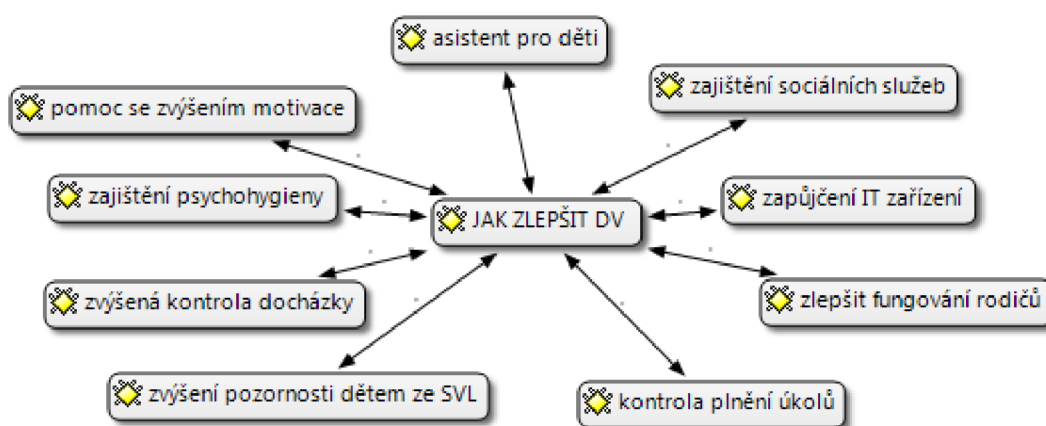 asistent pro děti
zajištění sociálních služeb
pomoc se zvýšením motivace
zajištění psychohygieny
zapůjčení IT zařízení
JAK ZLEPŠIT DV
zvýšená kontrola docházky
zlepšit fungování rodičů
zvýšení pozornosti dětem ze SVL
kontrola plnění úkolů